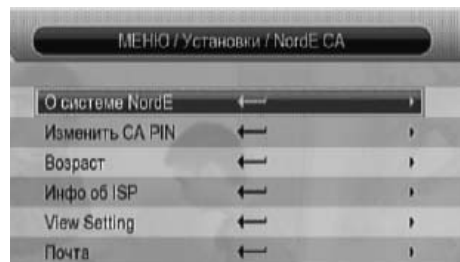 МЕНЮ / Установки / NordE CA
О системе NordE
Изменить CA PIN
Возраст
Инфо об ISP
View Setting
Почта